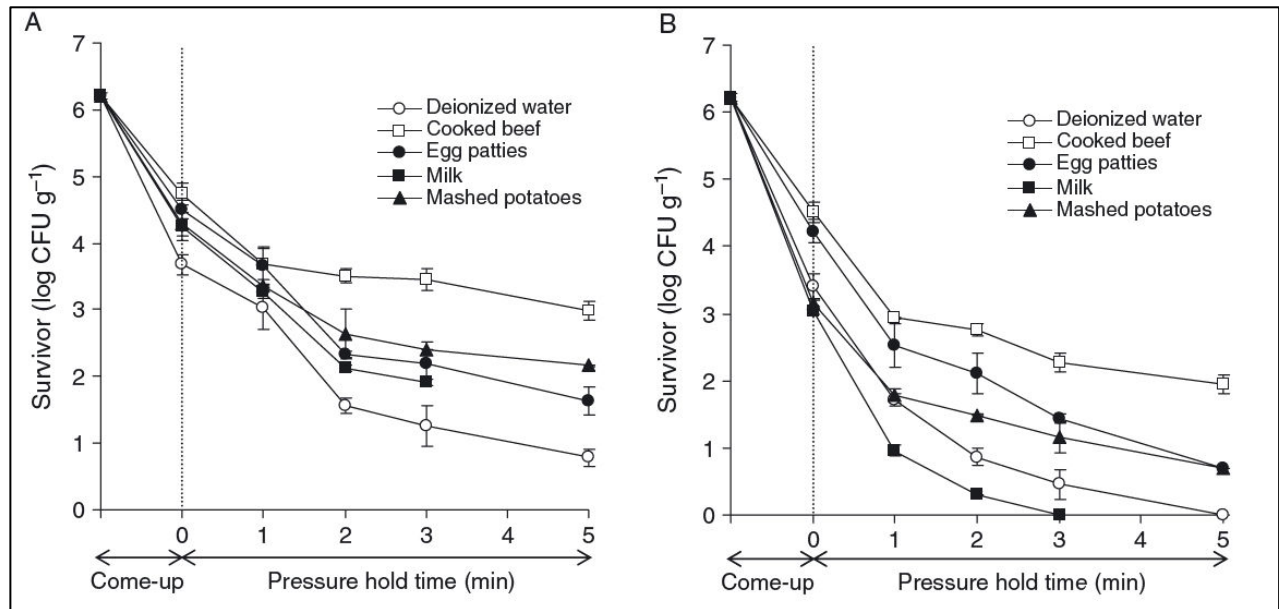 A
Survivor (log CFU g⁻¹)
7
6
5
4
3
2
1
0
Deionized water
Cooked beef
Egg patties
Milk
Mashed potatoes
0 1 2 3 4 5
Come-up Pressure hold time (min)
B
Survivor (log CFU g⁻¹)
7
6
5
4
3
2
1
0
Deionized water
Cooked beef
Egg patties
Milk
Mashed potatoes
0 1 2 3 4 5
Come-up Pressure hold time (min)